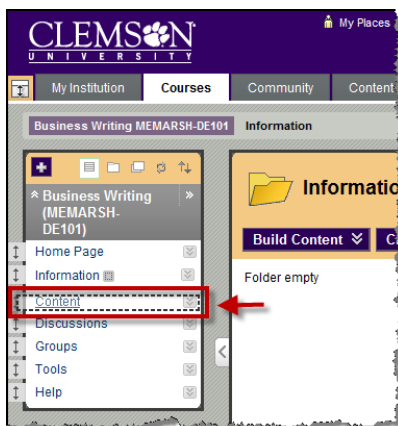 My Places
CLEMSON
UNIVERSITY
My Institution Courses Community Content
Business Writing MEMARSH-DE101 Information
Business Writing
(MEMARSH-
DE101)
Home Page
Information
Content
Discussions
Groups
Tools
Help
Informatio
Build Content C
Folder empty